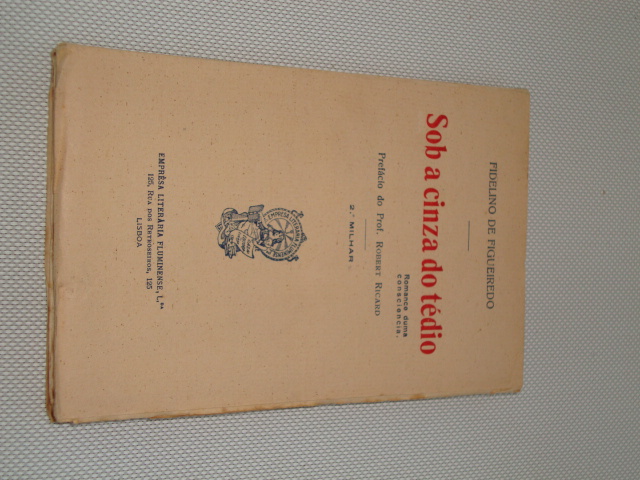 FIDELINO DE FIGUEIREDO
Sob a cinza do tédio
Romance duma
consciência.
Prefácio do Prof. ROBERT RICARD
2.º MILHAR
EMPRÊSA LITERÁRIA FLUMINENSE, L.da
125, RUA DOS RETROSEIROS, 125
LISBOA